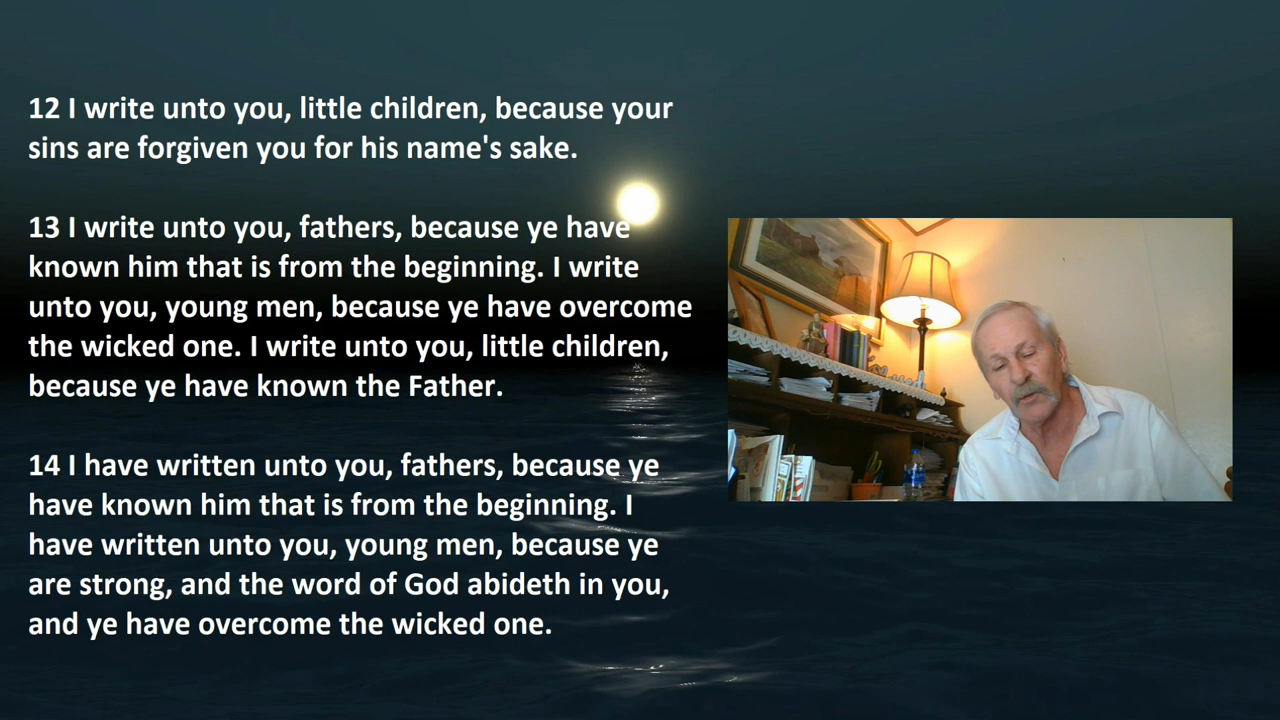 12 I write unto you, little children, because your
sins are forgiven you for his name's sake.
13 I write unto you, fathers, because ye have
known him that is from the beginning. I write
unto you, young men, because ye have overcome
the wicked one. I write unto you, little children,
because ye have known the Father.
14 I have written unto you, fathers, because ye
have known him that is from the beginning. I
have written unto you, young men, because ye
are strong, and the word of God abideth in you,
and ye have overcome the wicked one.